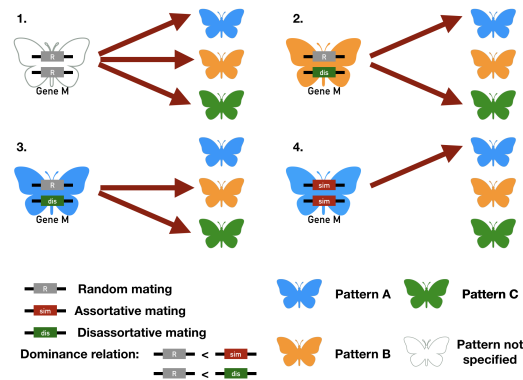 1.
R
R
Gene M
2.
R
dis
Gene M
3.
R
dis
Gene M
4.
sim
sim
Gene M
R Random mating
sim Assortative mating
dis Disassortative mating
Dominance relation:
R < sim
R < dis
Pattern A
Pattern C
Pattern B
Pattern not
specified